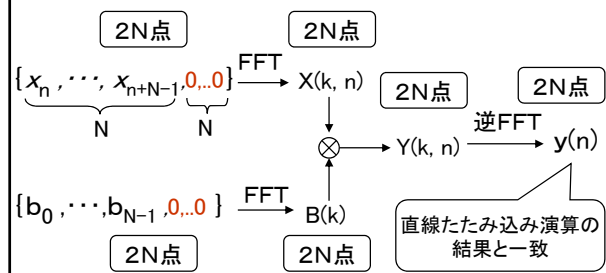 2N点
2N点
2N点
2N点
{x_n ,···, x_{n+N-1},0,..0} FFT X(k, n)
N N
⊗ Y(k, n) 逆FFT y(n)
{b_0 ,···,b_{N-1} ,0,..0 } FFT B(k)
直線たたみ込み演算の
結果と一致
2N点
2N点